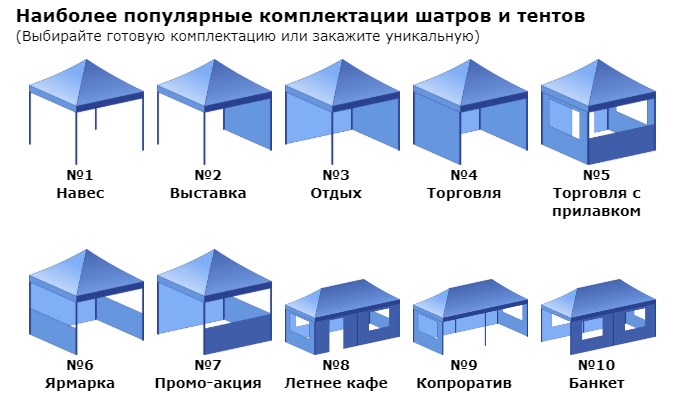 Наиболее популярные комплектации шатров и тентов
(Выбирайте готовую комплектацию или закажите уникальную)
№1
Навес
№2
Выставка
№3
Отдых
№4
Торговля
№5
Торговля с
прилавком
№6
Ярмарка
№7
Промо-акция
№8
Летнее кафе
№9
Копроратив
№10
Банкет